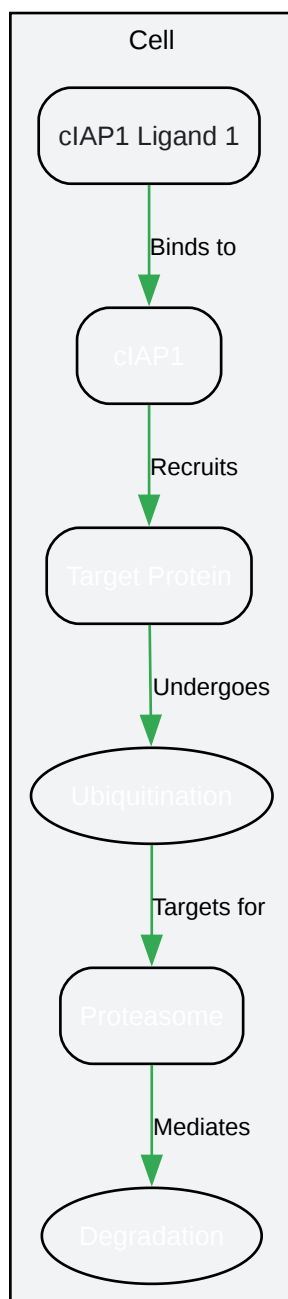 Cell
cIAP1 Ligand 1
Binds to
cIAP1
Recruits
Target Protein
Undergoes
Ubiquitination
Targets for
Proteasome
Mediates
Degradation